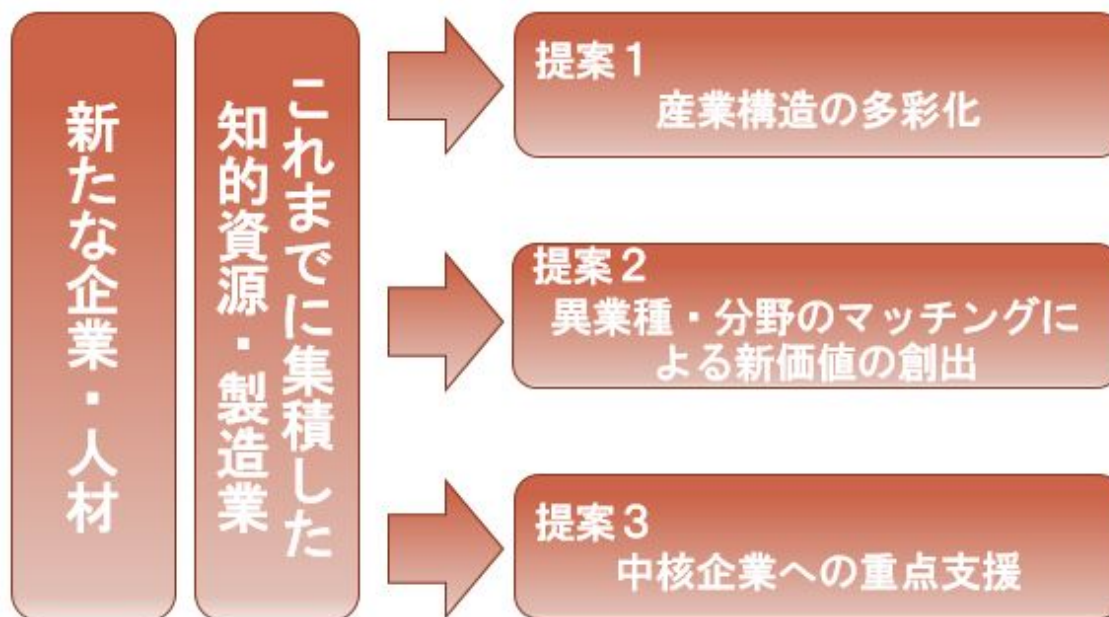 新たな企業・人材
これまでに集積した
知的資源・製造業
提案１
産業構造の多彩化
提案２
異業種・分野のマッチングに
よる新価値の創出
提案３
中核企業への重点支援